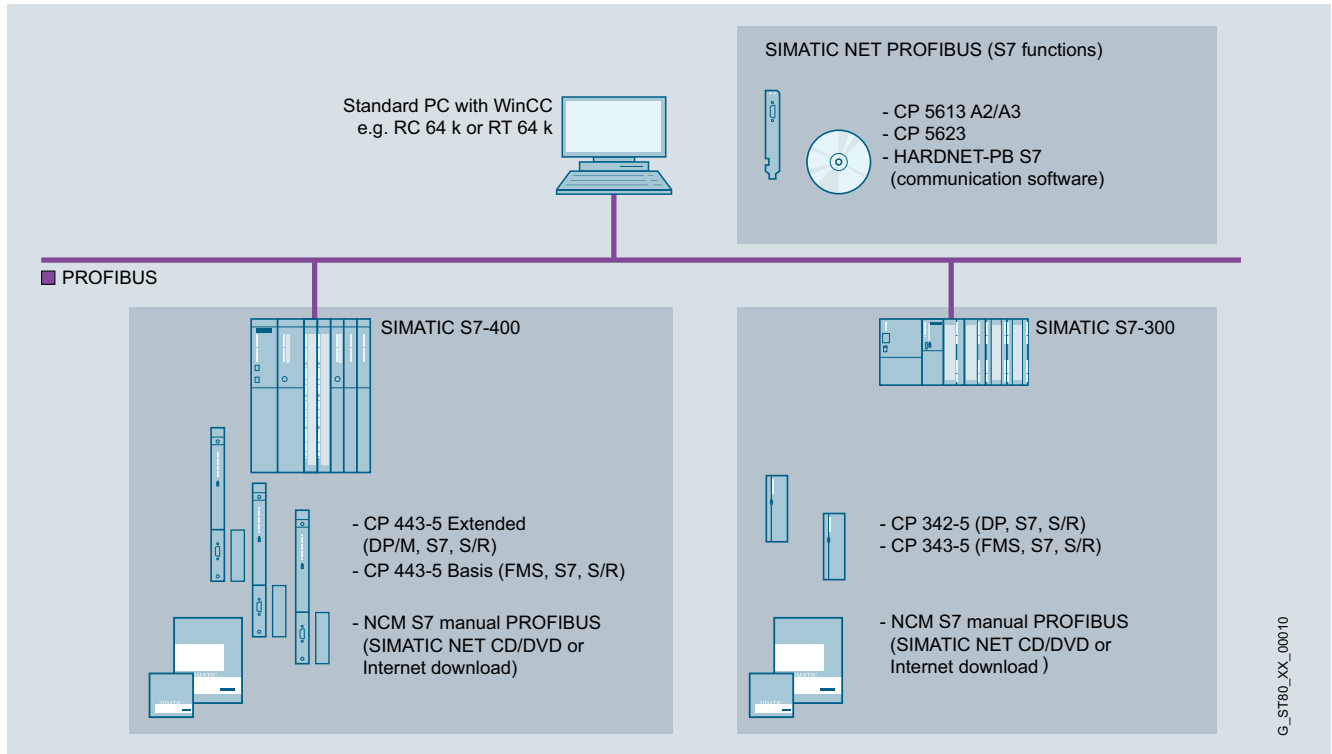 SIMATIC NET PROFIBUS (S7 functions)
Standard PC with WinCC
e.g. RC 64 k or RT 64 k
- CP 5613 A2/A3
- CP 5623
- HARDNET-PB S7
(communication software)
PROFIBUS
SIMATIC S7-400
- CP 443-5 Extended
(DP/M, S7, S/R)
- CP 443-5 Basis (FMS, S7, S/R)
- NCM S7 manual PROFIBUS
(SIMATIC NET CD/DVD or
Internet download)
SIMATIC
SIMATIC
SIMATIC S7-300
- CP 342-5 (DP, S7, S/R)
- CP 343-5 (FMS, S7, S/R)
- NCM S7 manual PROFIBUS
(SIMATIC NET CD/DVD or
Internet download)
SIMATIC
SIMATIC
G_ST80_XX_00010